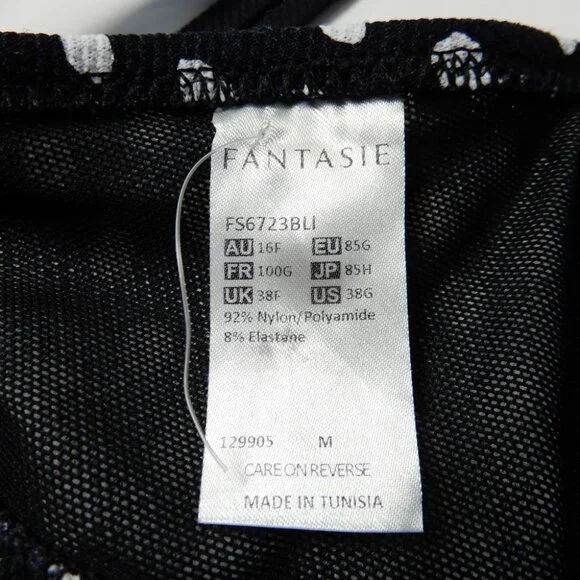 FANTASIE
FS6723BLI
AU 16F EU 85G
FR 100G JP 85H
UK 38F US 38G
92% Nylon/Polyamide
8% Elastane
129905 M
CARE ON REVERSE
MADE IN TUNISIA